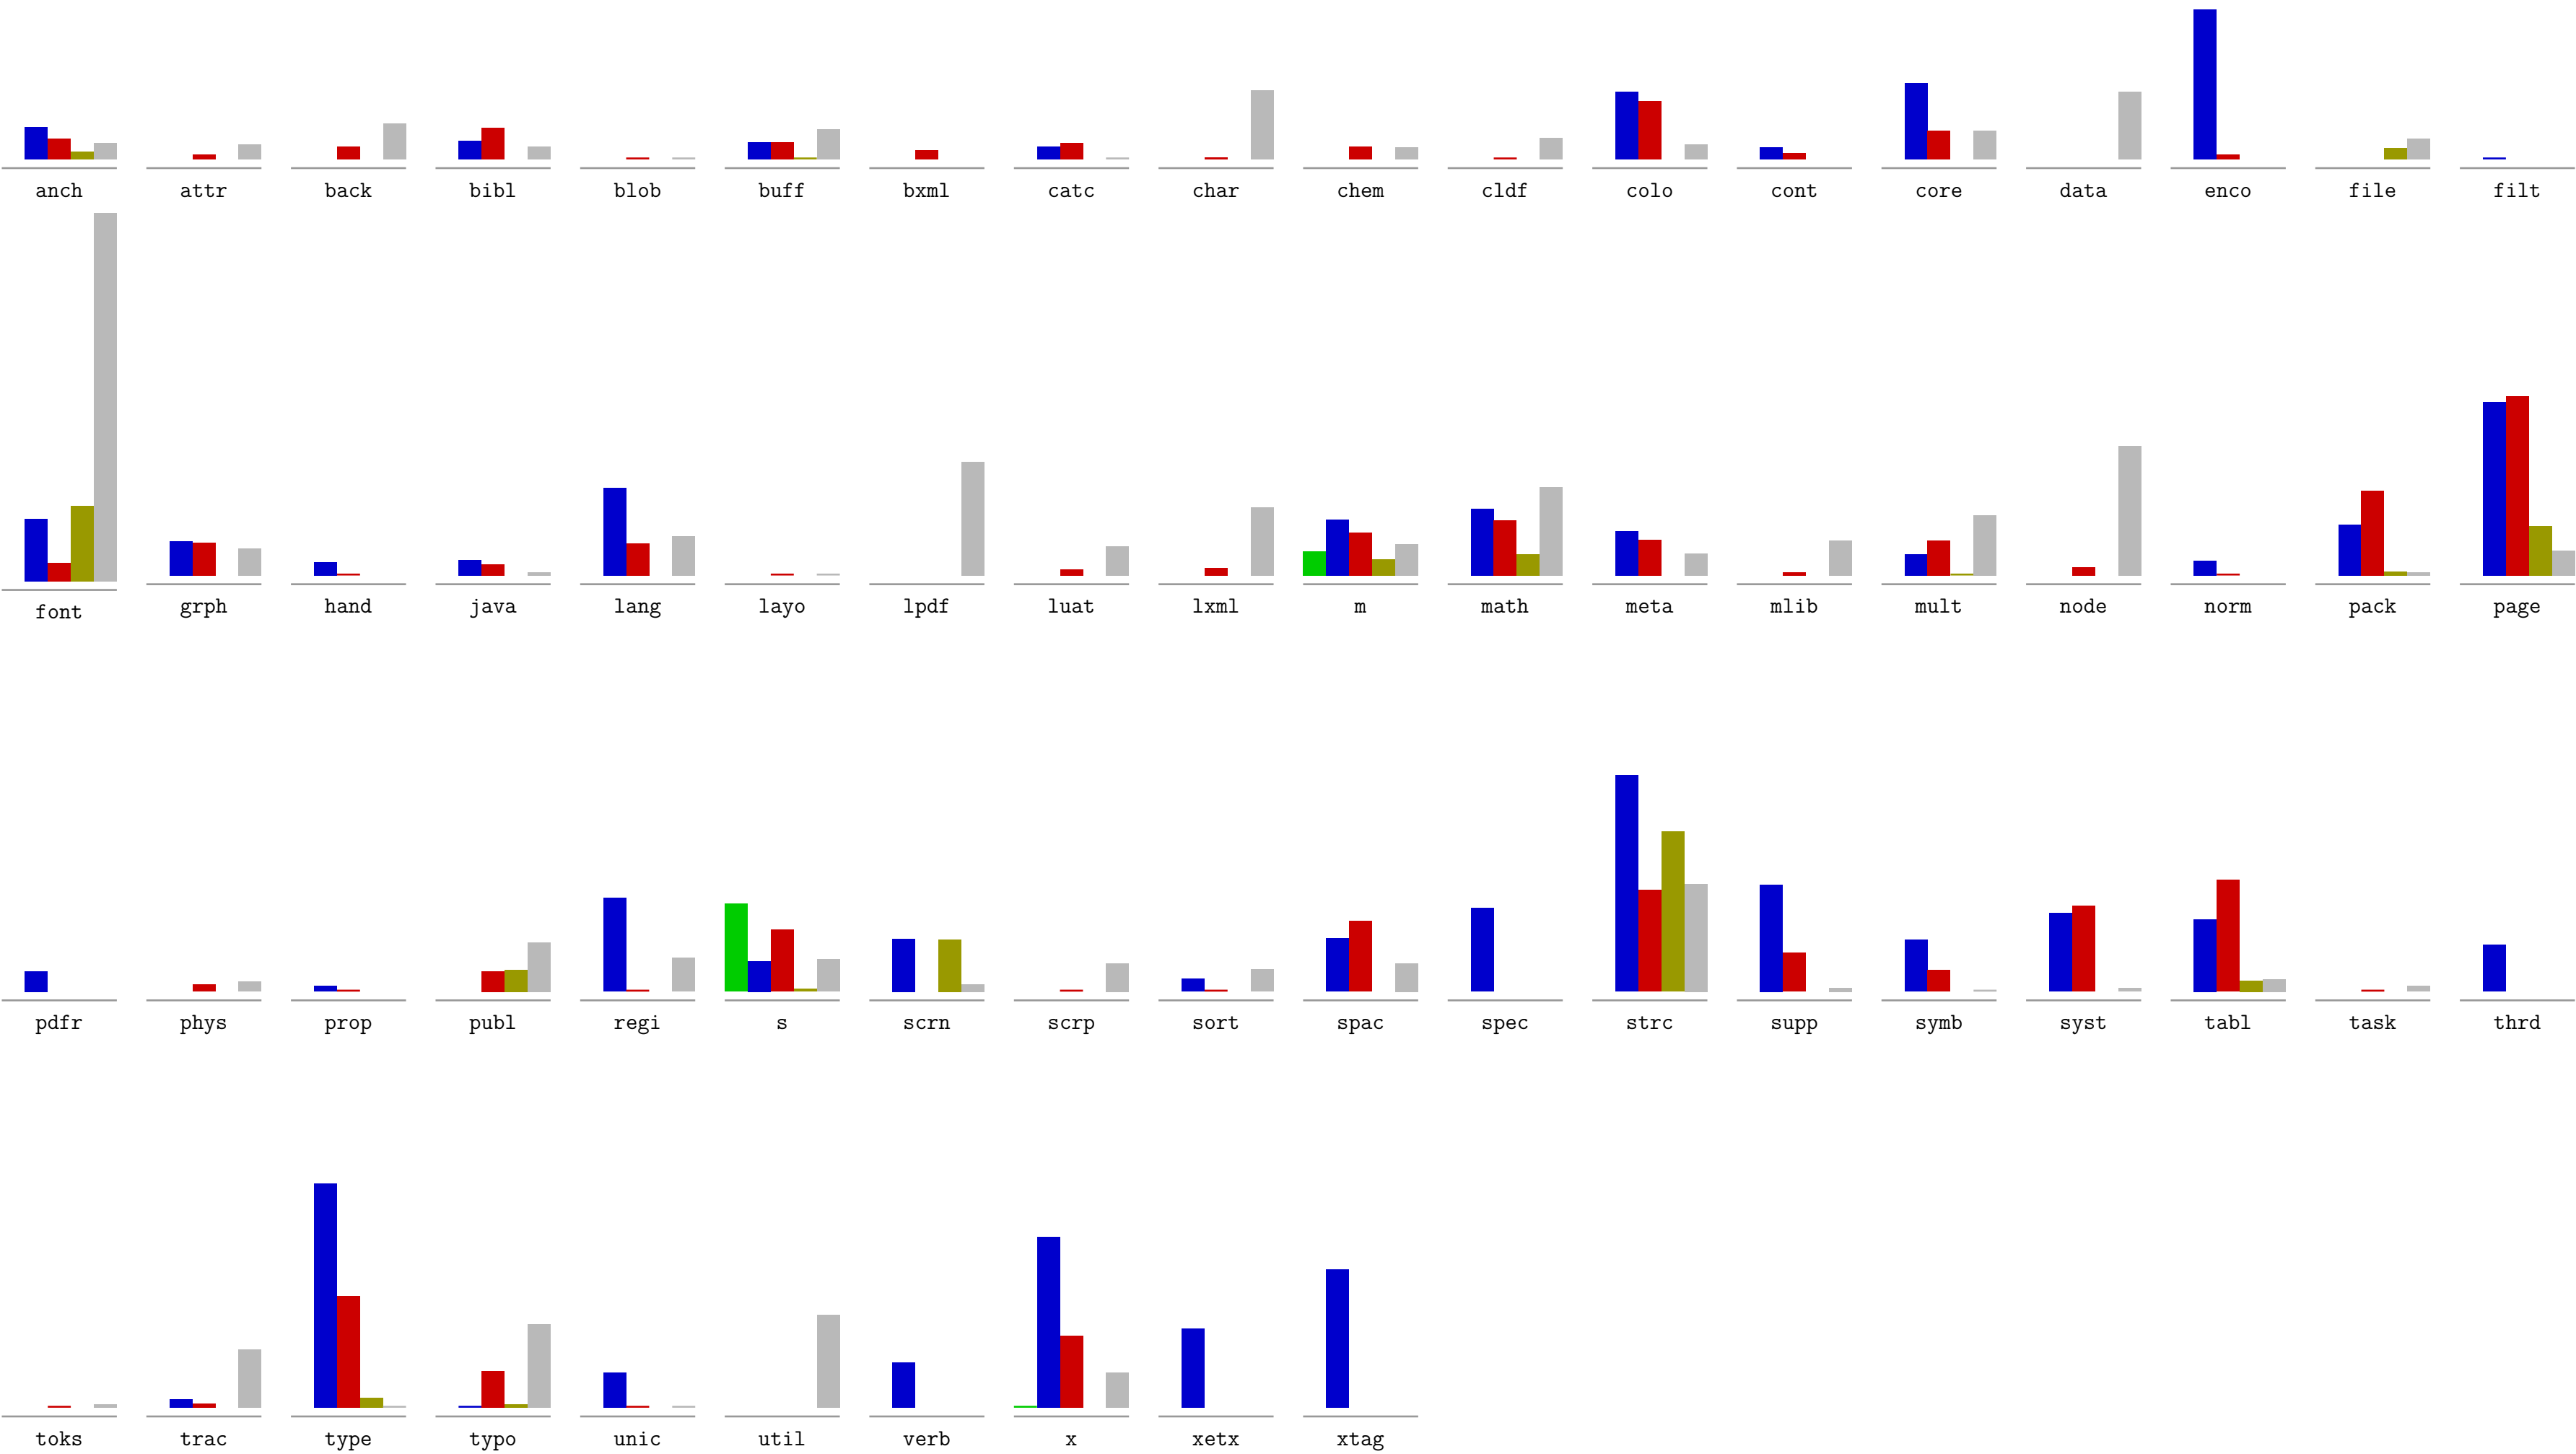 anch attr back bibl blob buff bxml catc char chem cldf colo cont core data enco file filt
font grph hand java lang layo lpdf luat lxml m math meta mlib mult node norm pack page
pdfr phys prop publ regi s scrn scrp sort spac spec strc supp symb syst tabl task thrd
toks trac type typo unic util verb x xetx xtag